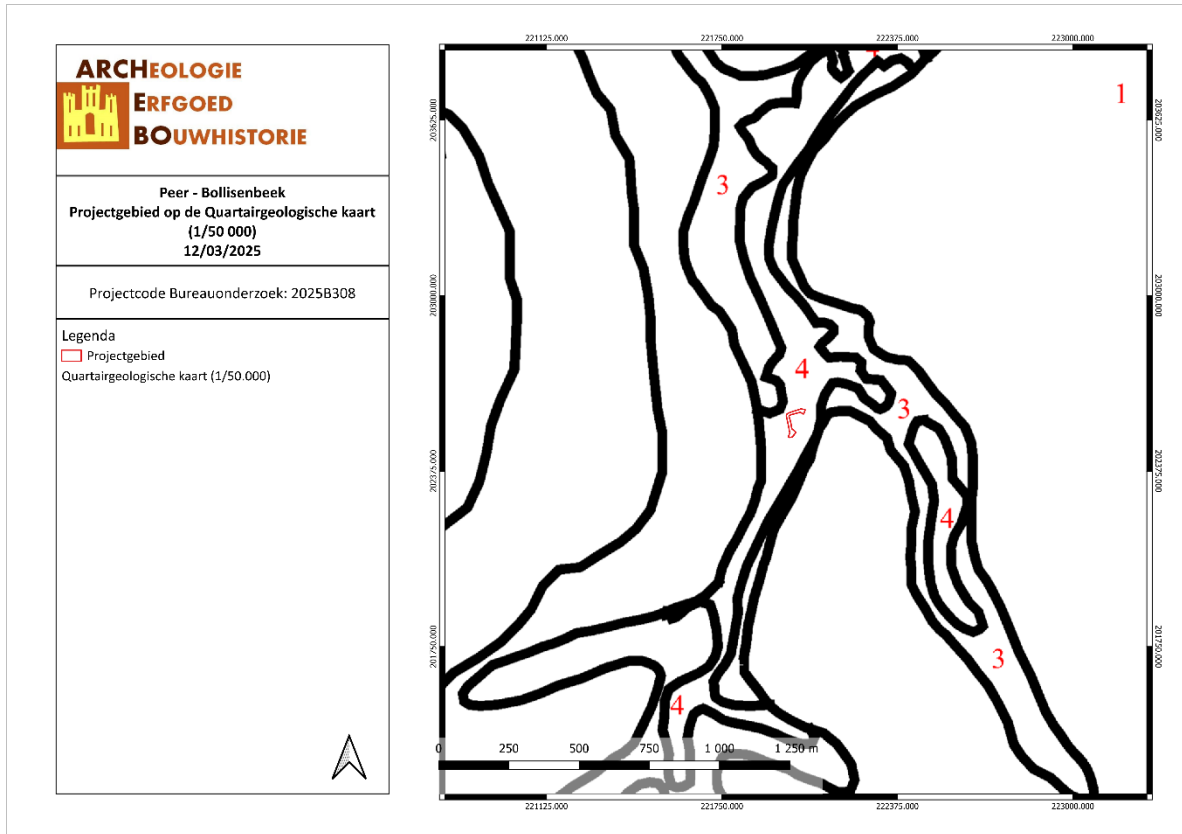 ARCHEOLOGIE
ERFGOED
BOUWHISTORIE
Peer - Bollisenbeek
Projectgebied op de Quartairgeologische kaart
(1/50 000)
12/03/2025
Projectcode Bureauonderzoek: 2025B308
Legenda
Projectgebied
Quartairgeologische kaart (1/50.000)
221125.000 221750.000 222375.000 223000.000
203625.000 203625.000
203000.000 203000.000
202375.000 202375.000
201750.000 201750.000
4
1
3
4
3
4
3
4
0 250 500 750 1 000 1 250 m
221125.000 221750.000 222375.000 223000.000